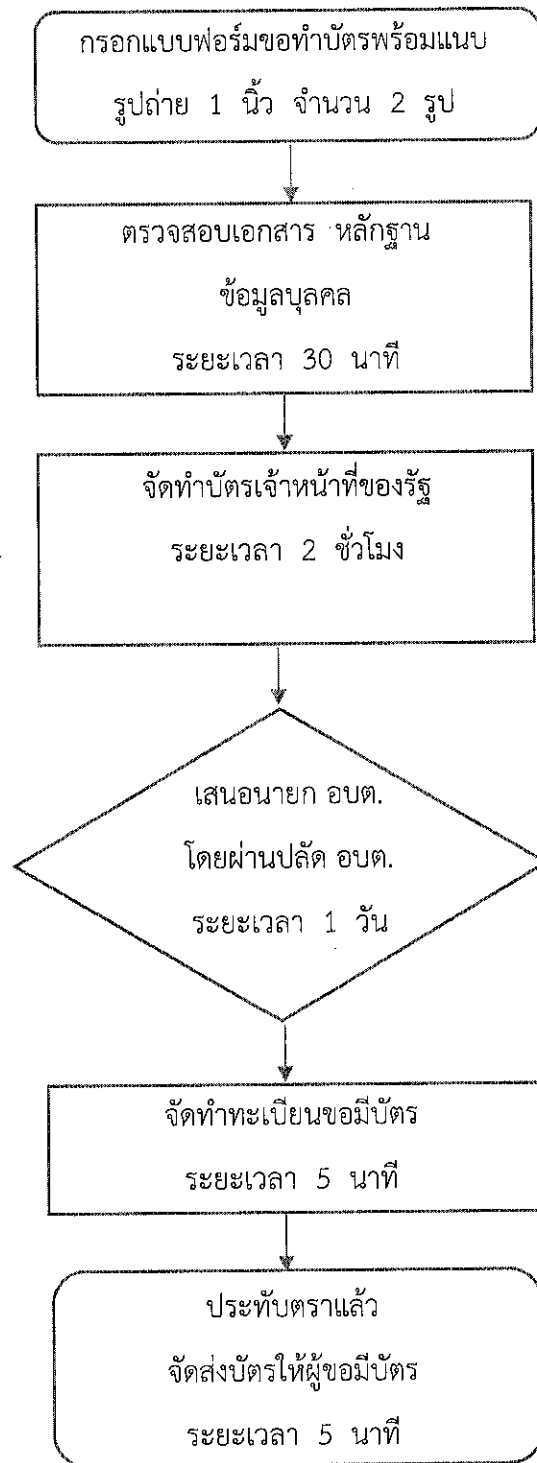 กรอกแบบฟอร์มขอทำบัตรพร้อมแนบ
รูปถ่าย 1 นิ้ว จำนวน 2 รูป
ตรวจสอบเอกสาร หลักฐาน
ข้อมูลบุลคล
ระยะเวลา 30 นาที
จัดทำบัตรเจ้าหน้าที่ของรัฐ
ระยะเวลา 2 ชั่วโมง
เสนอนายก อบต.
โดยผ่านปลัด อบต.
ระยะเวลา 1 วัน
จัดทำทะเบียนขอมีบัตร
ระยะเวลา 5 นาที
ประทับตราแล้ว
จัดส่งบัตรให้ผู้ขอมีบัตร
ระยะเวลา 5 นาที